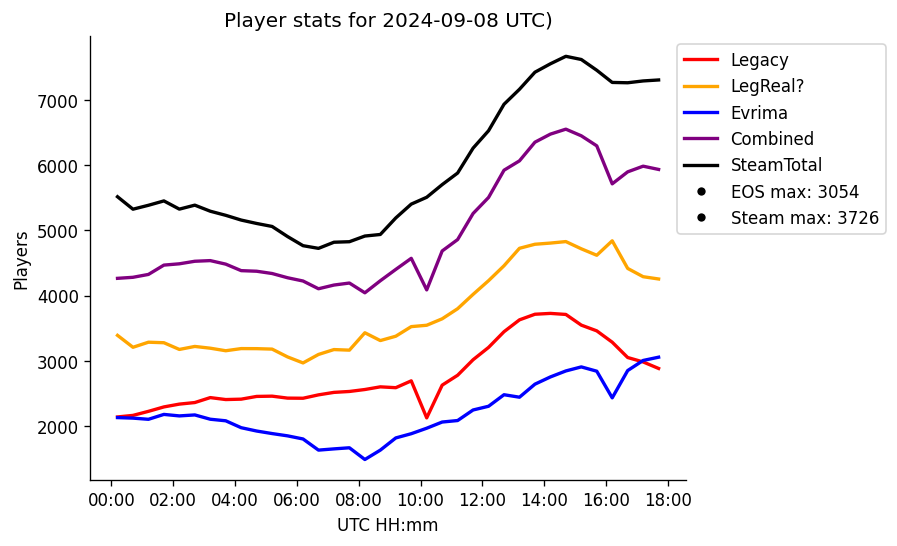 Player stats for 2024-09-08 UTC)
Legacy
LegReal?
Evrima
Combined
SteamTotal
EOS max: 3054
Steam max: 3726
Players
7000
6000
5000
4000
3000
2000
00:00 02:00 04:00 06:00 08:00 10:00 12:00 14:00 16:00 18:00
UTC HH:mm